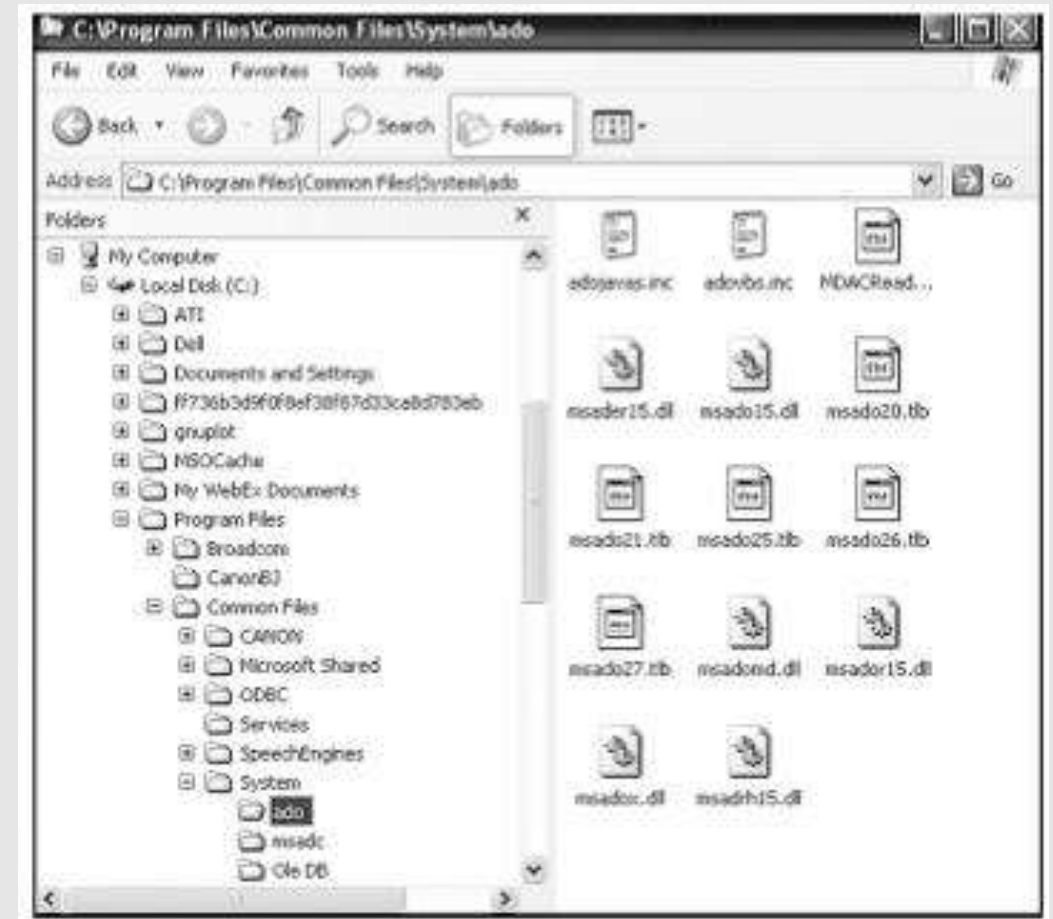 C:\Program Files\Common Files\System\ado
File Edit View Favorites Tools Help
Back Search Folders
Address C:\Program Files\Common Files\System\ado Go
Folders
My Computer
Local Disk (C:)
ATI
Dell
Documents and Settings
gnuplot
MSOCache
My WebEx Documents
Program Files
Broadcom
CanonBJ
Common Files
CANON
Microsoft Shared
ODBC
Services
SpeechEngines
System
ado
msadc
Ole DB
adojavas.inc adovbs.inc MDACRead...
msader15.dll msado15.dll msado20.tlb
msado21.tlb msado25.tlb msado26.tlb
msado27.tlb msadomd.dll msador15.dll
msadox.dll msadrh15.dll